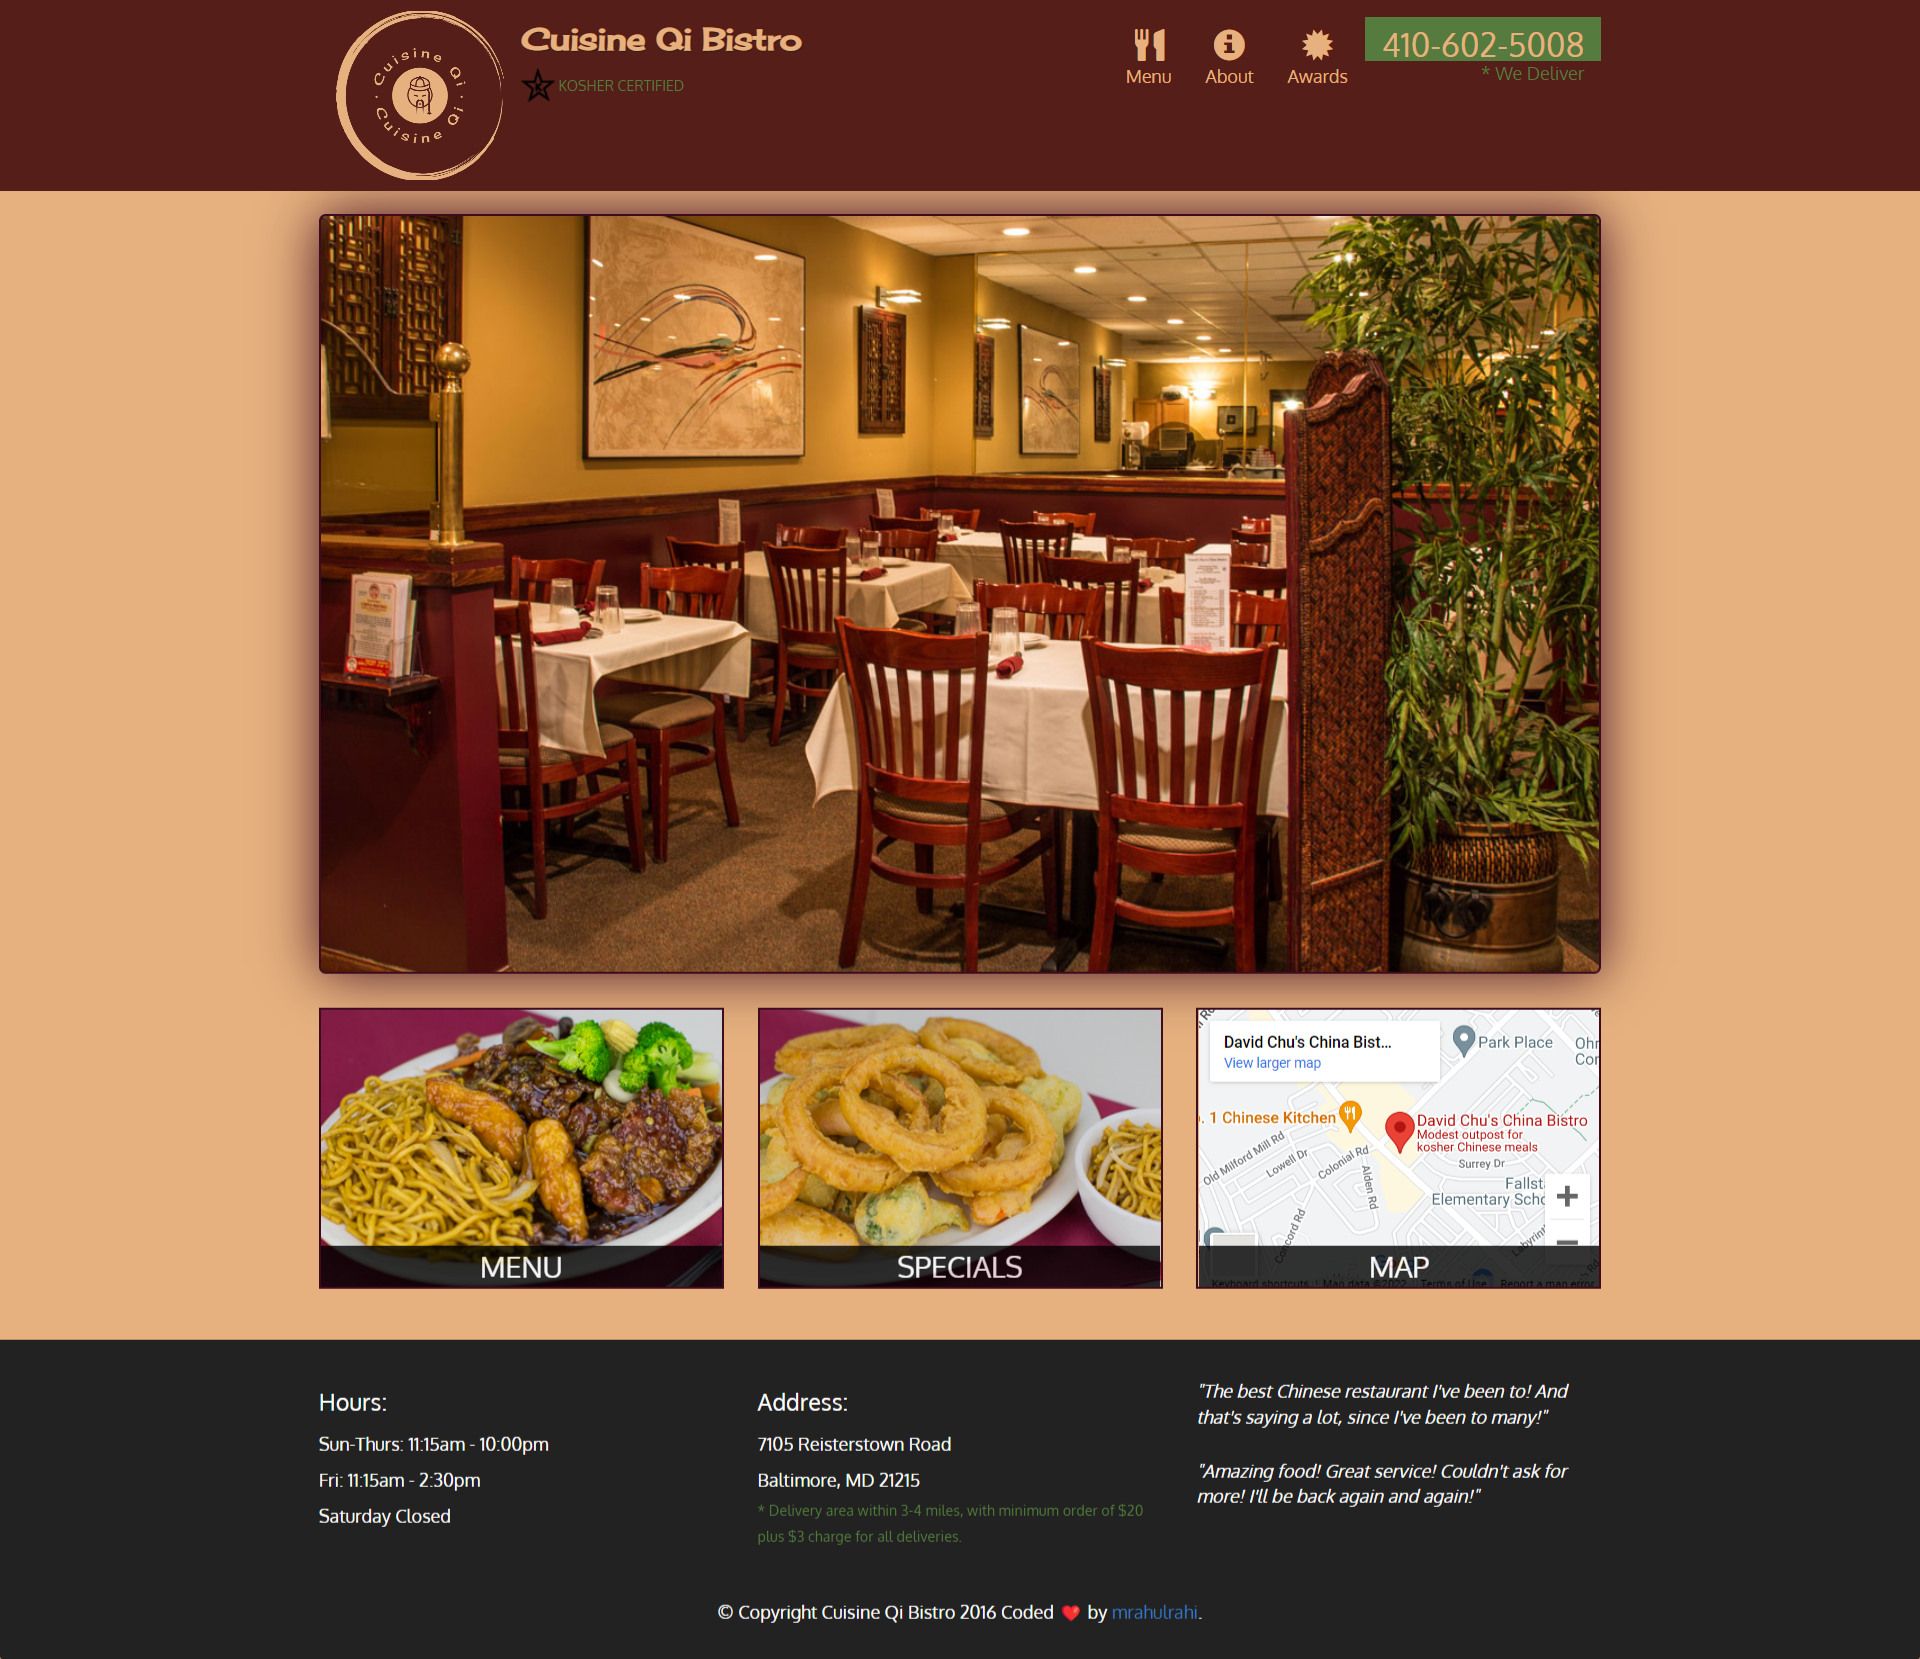 Cuisine Qi
Cuisine Qi
Cuisine Qi Bistro
KOSHER CERTIFIED
Menu
About
Awards
410-602-5008
* We Deliver
David Chu's China Bist...
View larger map
Park Place
. 1 Chinese Kitchen
David Chu's China Bistro
Modest outpost for
kosher Chinese meals
Old Milford Mill Rd
Lowell Dr
Colonial Rd
Alden Rd
Surrey Dr
Elementary
Concord Rd
Keyboard shortcuts
Map data ©2022
Terms of Use
Report a map error
MENU
SPECIALS
MAP
Hours:
Sun-Thurs: 11:15am - 10:00pm
Fri: 11:15am - 2:30pm
Saturday Closed
Address:
7105 Reisterstown Road
Baltimore, MD 21215
* Delivery area within 3-4 miles, with minimum order of $20
plus $3 charge for all deliveries.
"The best Chinese restaurant I've been to! And
that's saying a lot, since I've been to many!"
"Amazing food! Great service! Couldn't ask for
more! I'll be back again and again!"
© Copyright Cuisine Qi Bistro 2016 Coded ❤ by mrahulrahi.